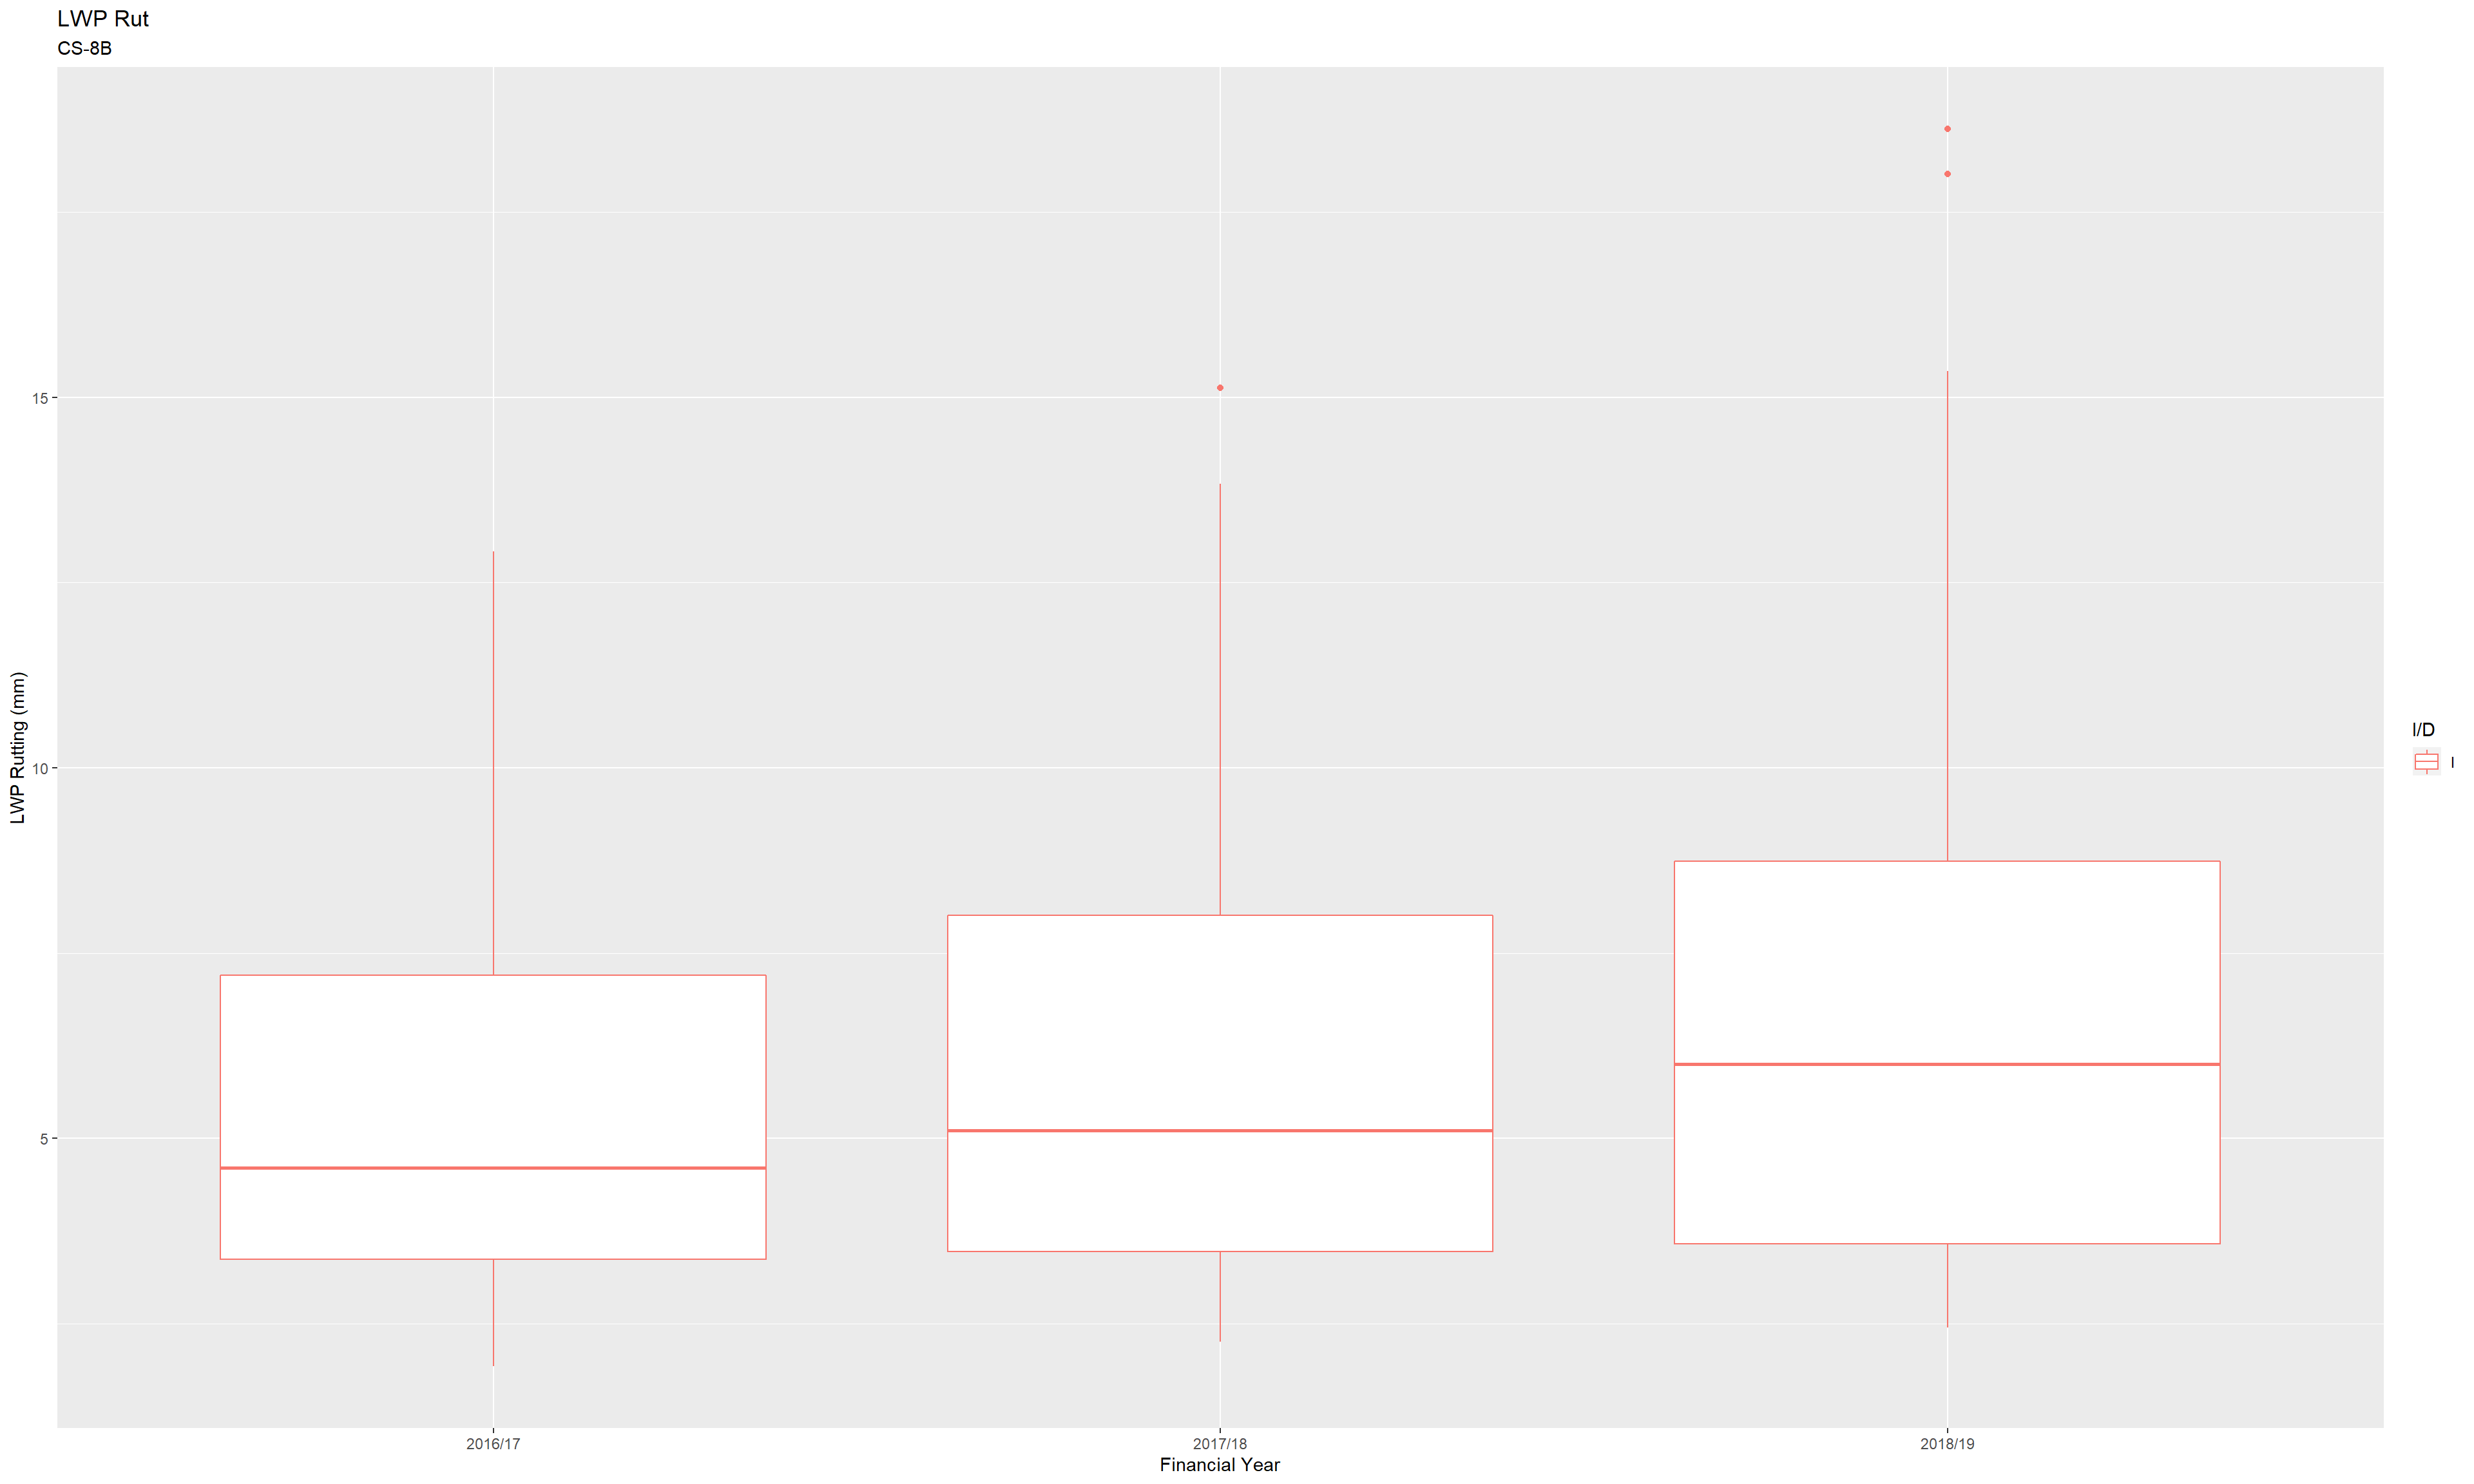 LWP Rut
CS-8B
LWP Rutting (mm)
15
10
5
2016/17
2017/18
2018/19
Financial Year
I/D
I